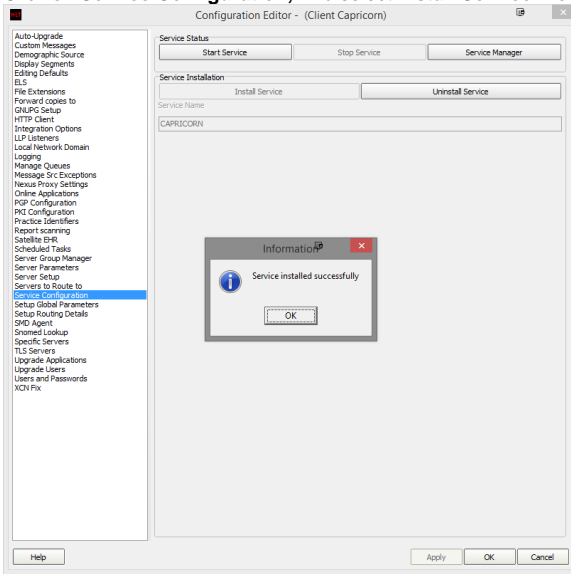 Configuration Editor - (Client Capricorn)
Auto-Upgrade
Custom Messages
Demographic Source
Display Segments
Editing Defaults
ELS
File Extensions
Forward copies to
GNUPG Setup
HTTP Client
Integration Options
LLP Listeners
Local Network Domain
Logging
Manage Queues
Message Src Exceptions
Nexus Proxy Settings
Online Applications
PGP Configuration
PKI Configuration
Practice Identifiers
Report scanning
Satellite EHR
Scheduled Tasks
Server Group Manager
Server Parameters
Server Setup
Servers to Route to
Service Configuration
Setup Global Parameters
Setup Routing Details
SMD Agent
Snomed Lookup
Specific Servers
TLS Servers
Upgrade Applications
Upgrade Users
Users and Passwords
XCN Fix
Service Status
Start Service Stop Service Service Manager
Service Installation
Install Service Uninstall Service
Service Name
CAPRICORN
Information
Service installed successfully
OK
Help Apply OK Cancel